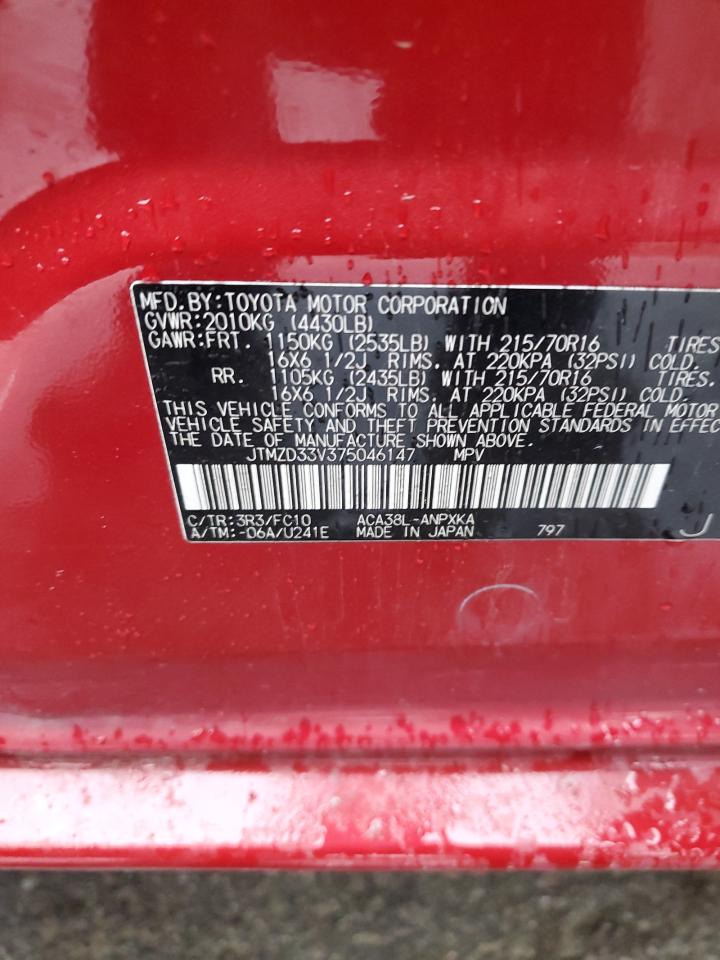 MFD.BY:TOYOTA MOTOR CORPORATION
GVWR:2010KG (4430LB)
GAWR:FRT. 1150KG (2535LB) WITH 215/70R16 TIRES
16X6 1/2J RIMS. AT 220KPA (32PSI) COLD.
RR. 1105KG (2435LB) WITH 215/70R16 TIRES.
16X6 1/2J RIMS. AT 220KPA (32PSI) COLD.
THIS VEHICLE CONFORMS TO ALL APPLICABLE FEDERAL MOTOR
VEHICLE SAFETY AND THEFT PREVENTION STANDARDS IN EFFEC
THE DATE OF MANUFACTURE SHOWN ABOVE.
JTMZD33V375046147 MPV
C/TR:3R3/FC10 ACA38L-ANPXKA
A/TM:-06A/U241E MADE IN JAPAN 797 J